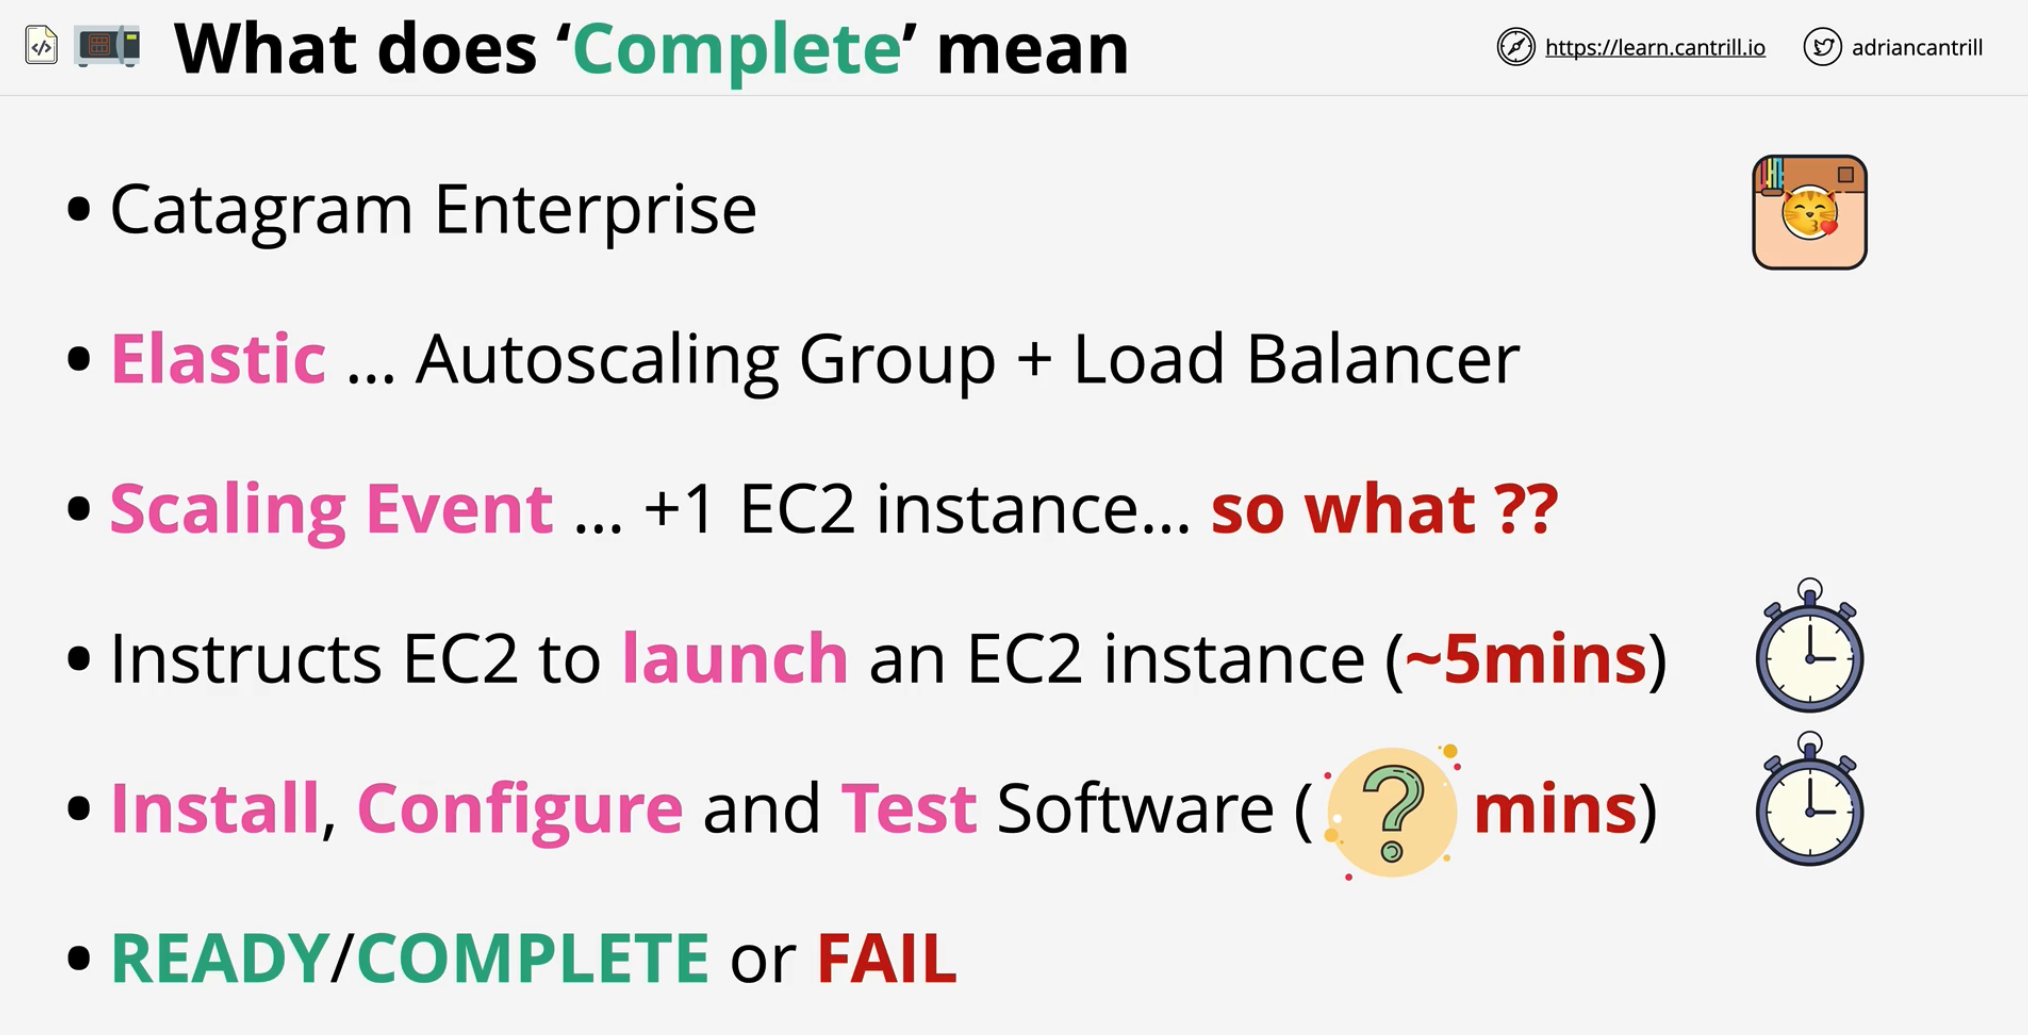 What does ‘Complete’ mean
https://learn.cantrill.io
adriancantrill
• Catagram Enterprise
• Elastic ... Autoscaling Group + Load Balancer
• Scaling Event ... +1 EC2 instance... so what ??
• Instructs EC2 to launch an EC2 instance (~5mins)
• Install, Configure and Test Software ( ? mins)
• READY/COMPLETE or FAIL